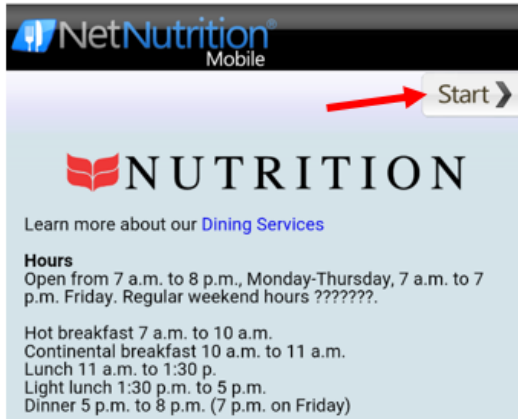 NetNutrition®
Mobile
Start
NUTRITION
Learn more about our Dining Services
Hours
Open from 7 a.m. to 8 p.m., Monday-Thursday, 7 a.m. to 7
p.m. Friday. Regular weekend hours ???????.
Hot breakfast 7 a.m. to 10 a.m.
Continental breakfast 10 a.m. to 11 a.m.
Lunch 11 a.m. to 1:30 p.
Light lunch 1:30 p.m. to 5 p.m.
Dinner 5 p.m. to 8 p.m. (7 p.m. on Friday)